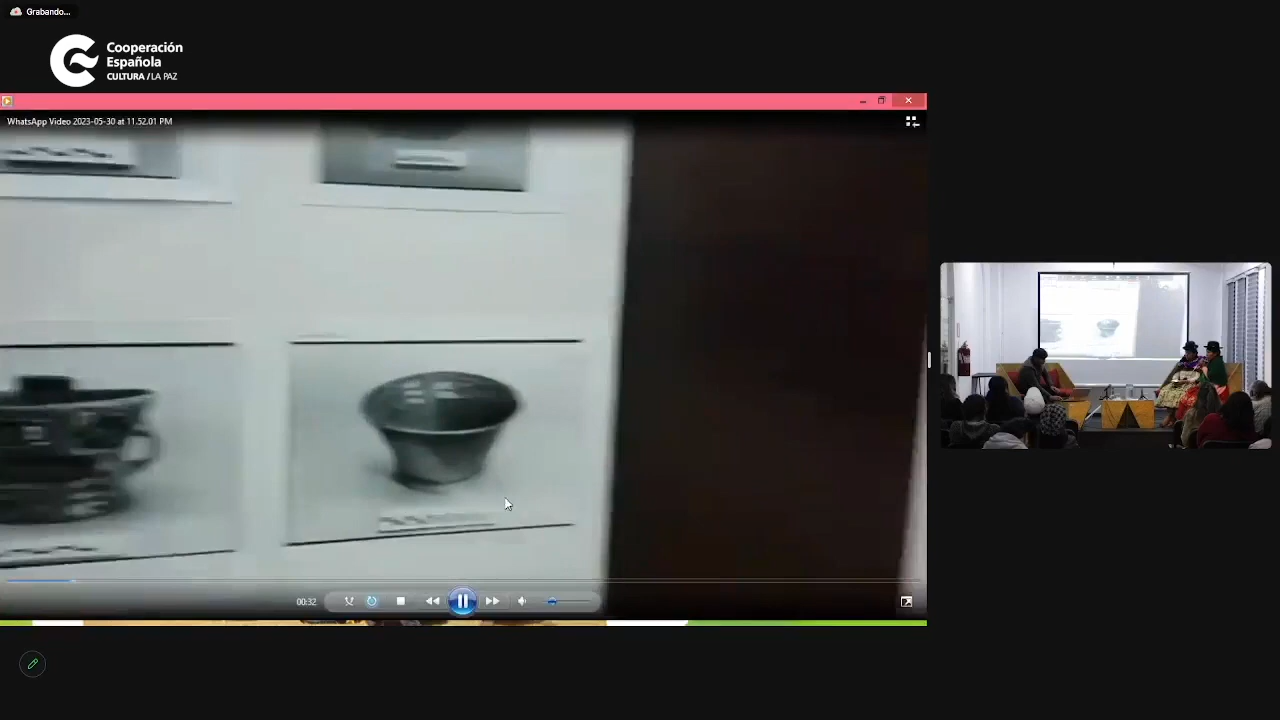 Grabando...
Cooperación
Española
CULTURA / LA PAZ
WhatsApp Video 2023-05-30 at 11.52.01 PM
00:32